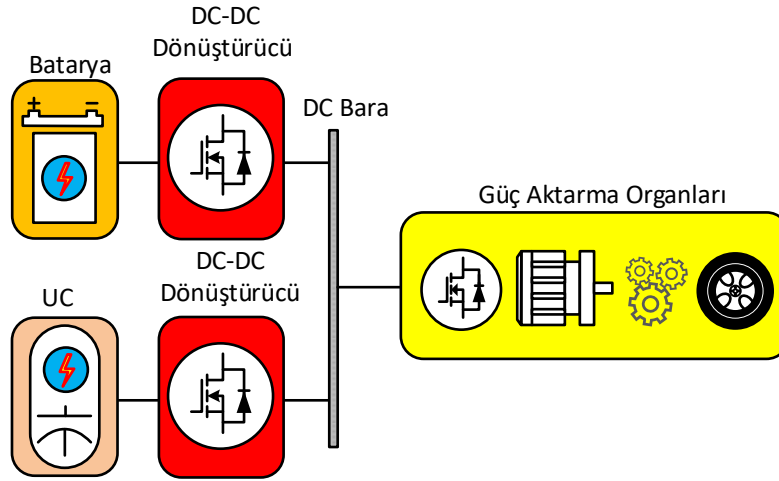 DC-DC
Dönüştürücü
Batarya
+ −
DC Bara
Güç Aktarma Organları
DC-DC
Dönüştürücü
UC